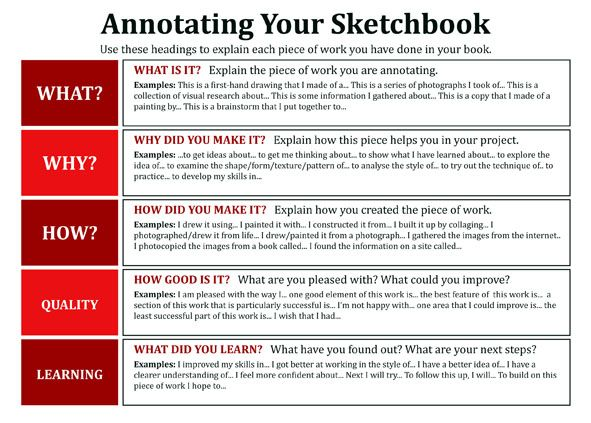 Annotating Your Sketchbook
Use these headings to explain each piece of work you have done in your book.
WHAT?
WHAT IS IT? Explain the piece of work you are annotating.
Examples: This is a first-hand drawing that I made of a... This is a series of photographs I took of... This is a
collection of visual research about... This is some information I gathered about... This is a copy that I made of a
painting by... This is a brainstorm that I put together to...
WHY?
WHY DID YOU MAKE IT? Explain how this piece helps you in your project.
Examples: ...to get ideas about... to get me thinking about... to show what I have learned about... to explore the
idea of... to examine the shape/form/texture/pattern of... to analyse the style of... to try out the technique of.. to
practice... to develop my skills in...
HOW?
HOW DID YOU MAKE IT? Explain how you created the piece of work.
Examples: I drew it using... I painted it with... I constructed it from... I built it up by collaging... I
photographed/drew it from life... I drew/painted it from a photograph... I gathered the images from the internet..
I photocopied the images from a book called... I found the information on a site called...
QUALITY
HOW GOOD IS IT? What are you pleased with? What could you improve?
Examples: I am pleased with the way I... one good element of this work is... the best feature of this work is... a
section of this work that is particularly successful is... I'm not happy with... one area that I could improve is... the
least successful part of this work is... I wish that I had...
LEARNING
WHAT DID YOU LEARN? What have you found out? What are your next steps?
Examples: I improved my skills in... I got better at working in the style of... I have a better idea of... I have a
clearer understanding of... I feel more confident about... Next I will try... To follow this up, I will... To build on this
piece of work I hope to...